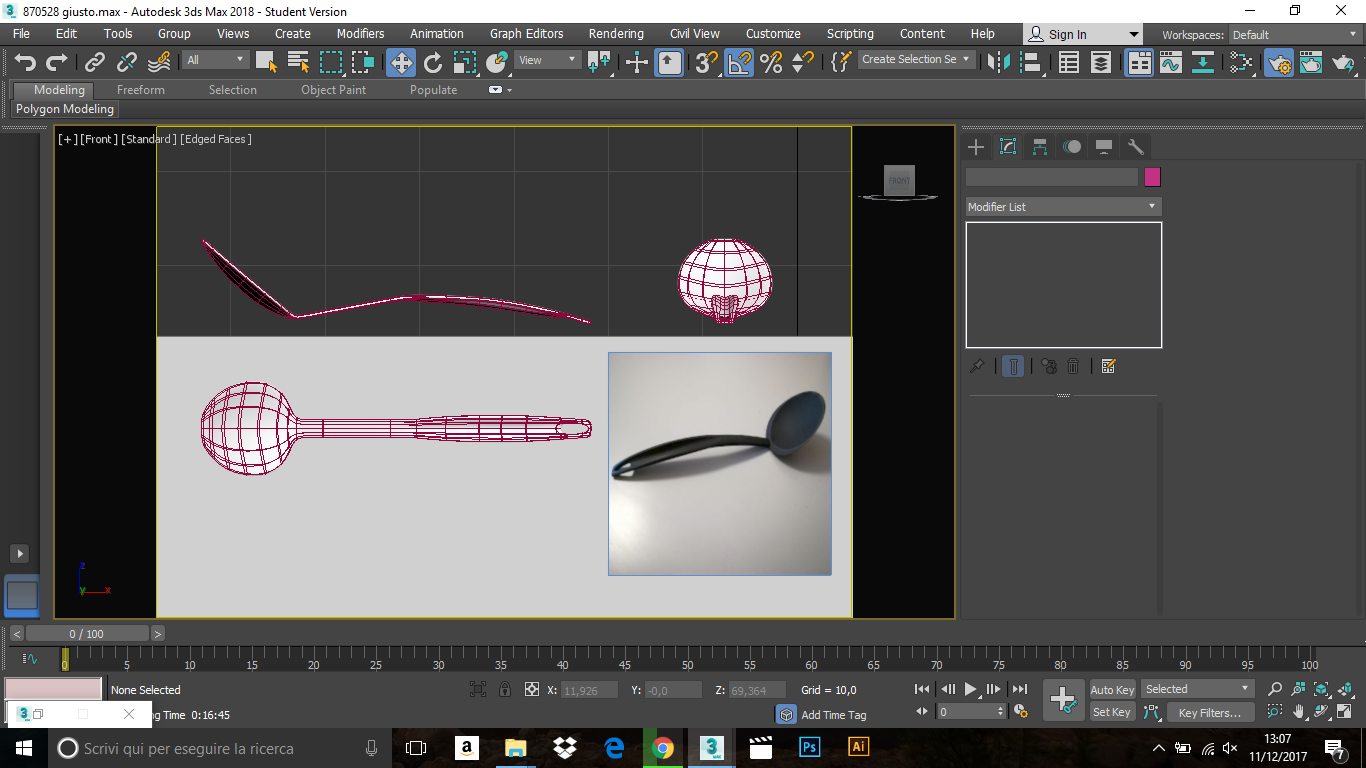 870528 giusto.max - Autodesk 3ds Max 2018 - Student Version
File Edit Tools Group Views Create Modifiers Animation Graph Editors Rendering Civil View Customize Scripting Content Help Sign In Workspaces: Default
All View Create Selection Se
Modeling Freeform Selection Object Paint Populate
Polygon Modeling
[+] [Front ] [Standard ] [Edged Faces ]
FRONT
Modifier List
z
y x
< 0 / 100 >
0 5 10 15 20 25 30 35 40 45 50 55 60 65 70 75 80 85 90 95 100
None Selected X: 11,926 Y: -0,0 Z: 69,364 Grid = 10,0 Auto Key Selected
ng Time 0:16:45 Add Time Tag 0 Set Key Key Filters...
Scrivi qui per eseguire la ricerca
13:07
11/12/2017
7